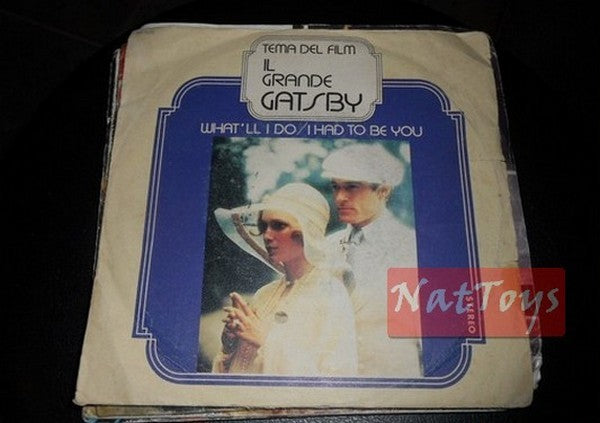 TEMA DEL FILM
IL
GRANDE
GATSBY
WHAT'LL I DO / I HAD TO BE YOU
NatToys
STEREO